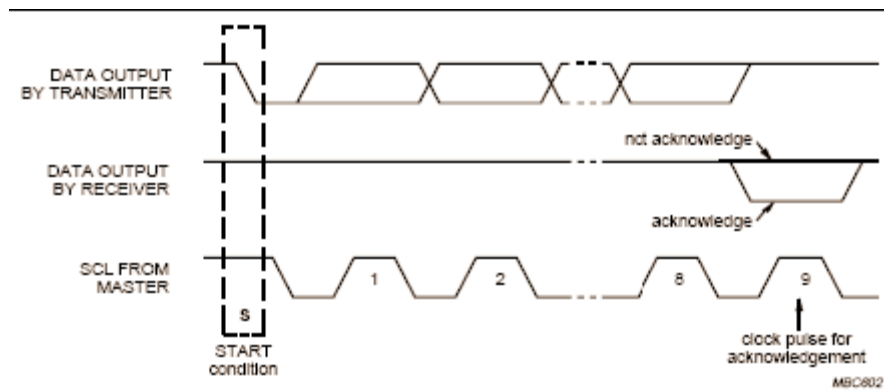 DATA OUTPUT
BY TRANSMITTER
not acknowledge
DATA OUTPUT
BY RECEIVER
acknowledge
SCL FROM
MASTER
1
2
8
9
S
START
condition
clock pulse for
acknowledgement
MBC602